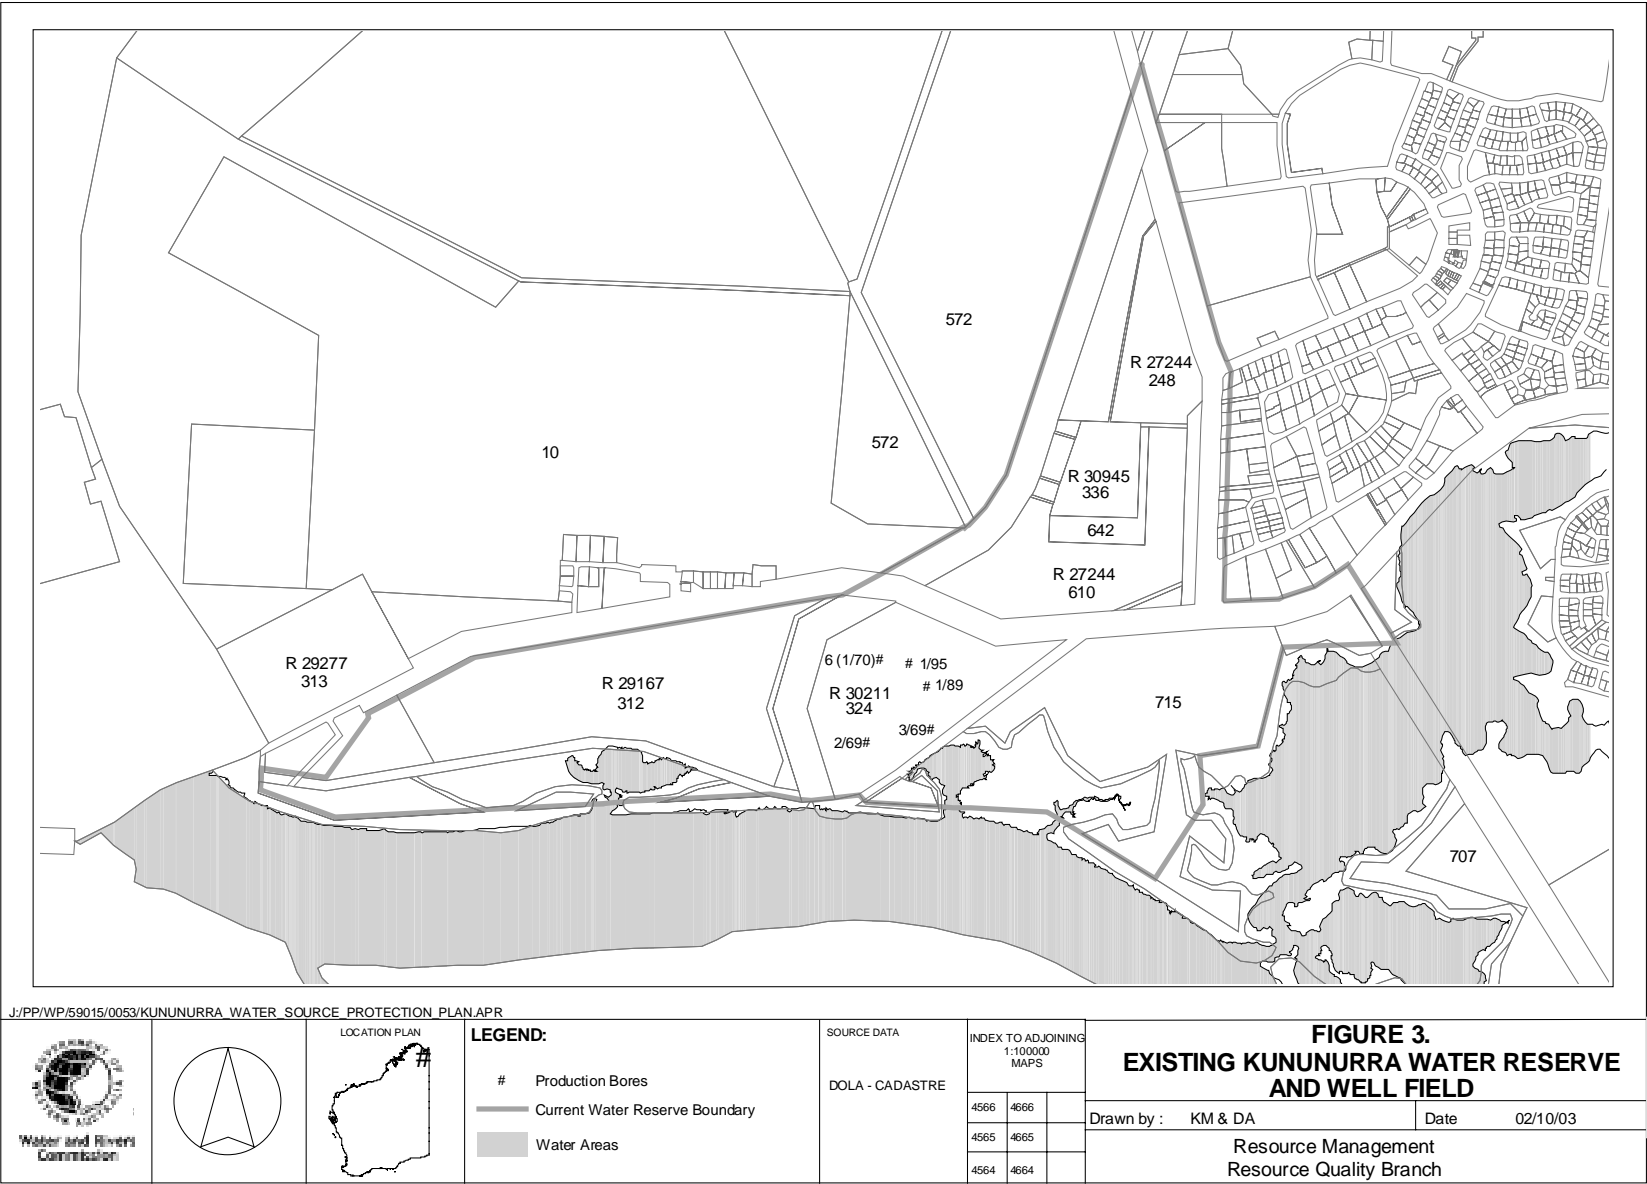 572
R 27244
248
572
10
R 30945
336
642
R 27244
610
6 (1/70)#
# 1/95
# 1/89
R 29277
313
R 29167
312
R 30211
324
715
3/69#
2/69#
707
J:/PP/WP/59015/0053/KUNUNURRA_WATER_SOURCE_PROTECTION_PLAN.APR
GOVERNMENT OF
WESTERN AUSTRALIA
Water and Rivers
Commission
LOCATION PLAN
#
LEGEND:
# Production Bores
Current Water Reserve Boundary
Water Areas
SOURCE DATA
DOLA - CADASTRE
INDEX TO ADJOINING
1:100000
MAPS
4566 4666
4565 4665
4564 4664
FIGURE 3.
EXISTING KUNUNURRA WATER RESERVE
AND WELL FIELD
Drawn by : KM & DA Date 02/10/03
Resource Management
Resource Quality Branch